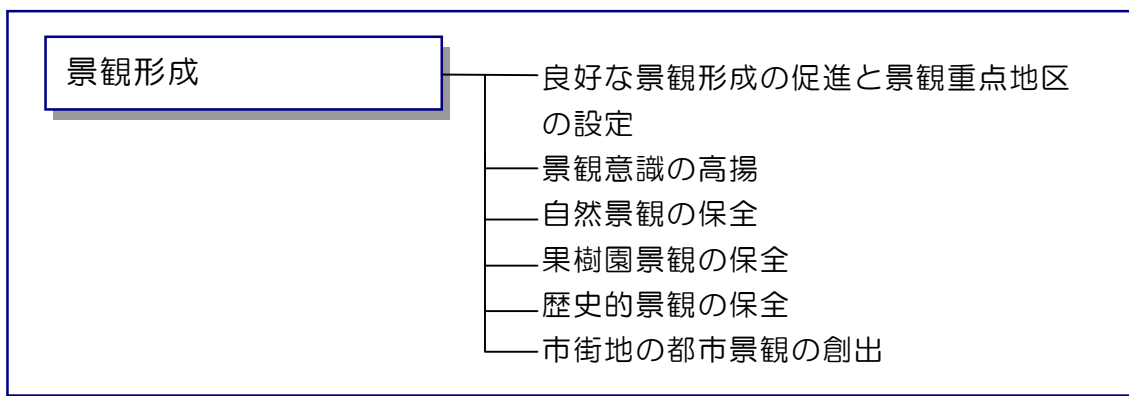 景観形成
良好な景観形成の促進と景観重点地区
の設定
景観意識の高揚
自然景観の保全
果樹園景観の保全
歴史的景観の保全
市街地の都市景観の創出